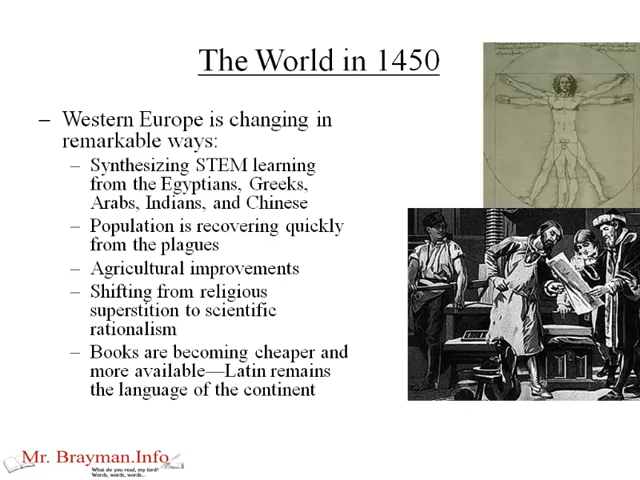 The World in 1450
– Western Europe is changing in
remarkable ways:
– Synthesizing STEM learning
from the Egyptians, Greeks,
Arabs, Indians, and Chinese
– Population is recovering quickly
from the plagues
– Agricultural improvements
– Shifting from religious
superstition to scientific
rationalism
– Books are becoming cheaper and
more available—Latin remains
the language of the continent
Mr. Brayman.Info
What do you read, my lord?
Words, words, words...